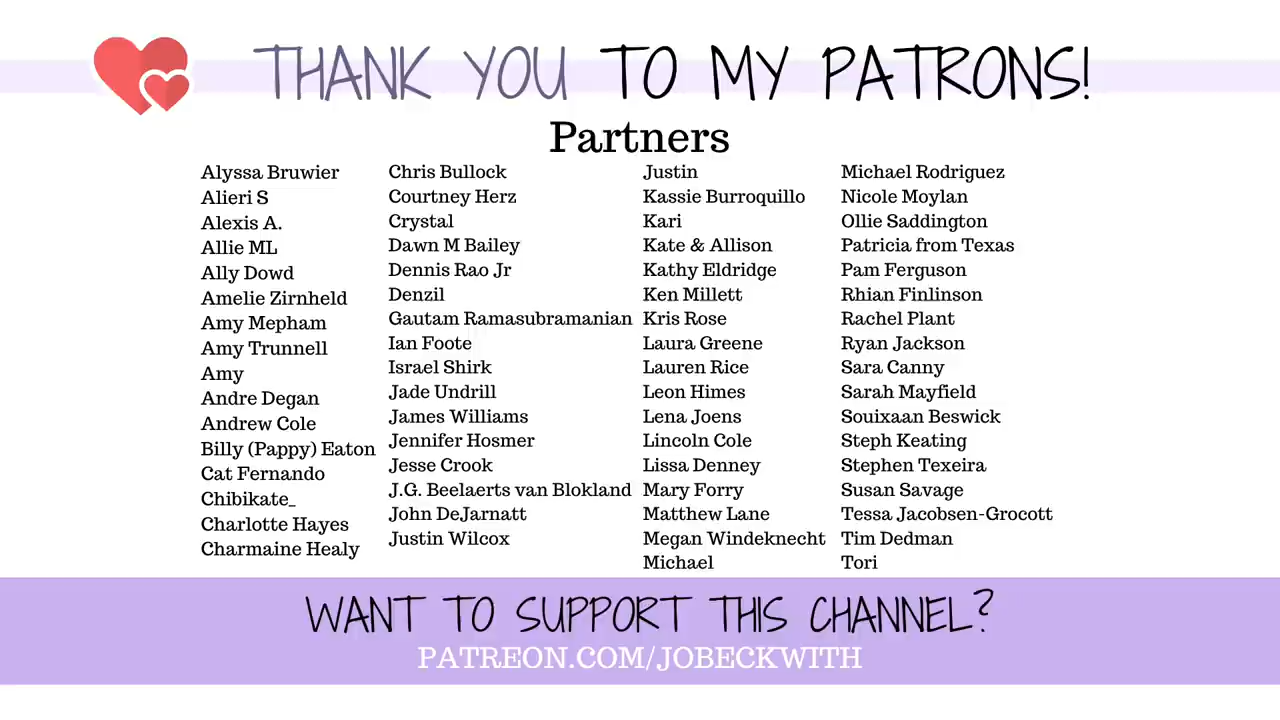 THANK YOU TO MY PATRONS!
Partners
Alyssa Bruwier
Alieri S
Alexis A.
Allie ML
Ally Dowd
Amelie Zirnheld
Amy Mepham
Amy Trunnell
Amy
Andre Degan
Andrew Cole
Billy (Pappy) Eaton
Cat Fernando
Chibikate_
Charlotte Hayes
Charmaine Healy
Chris Bullock
Courtney Herz
Crystal
Dawn M Bailey
Dennis Rao Jr
Denzil
Gautam Ramasubramanian
Ian Foote
Israel Shirk
Jade Undrill
James Williams
Jennifer Hosmer
Jesse Crook
J.G. Beelaerts van Blokland
John DeJarnatt
Justin Wilcox
Justin
Kassie Burroquillo
Kari
Kate & Allison
Kathy Eldridge
Ken Millett
Kris Rose
Laura Greene
Lauren Rice
Leon Himes
Lena Joens
Lincoln Cole
Lissa Denney
Mary Forry
Matthew Lane
Megan Windeknecht
Michael
Michael Rodriguez
Nicole Moylan
Ollie Saddington
Patricia from Texas
Pam Ferguson
Rhian Finlinson
Rachel Plant
Ryan Jackson
Sara Canny
Sarah Mayfield
Souixaan Beswick
Steph Keating
Stephen Texeira
Susan Savage
Tessa Jacobsen-Grocott
Tim Dedman
Tori
WANT TO SUPPORT THIS CHANNEL?
PATREON.COM/JOBECKWITH